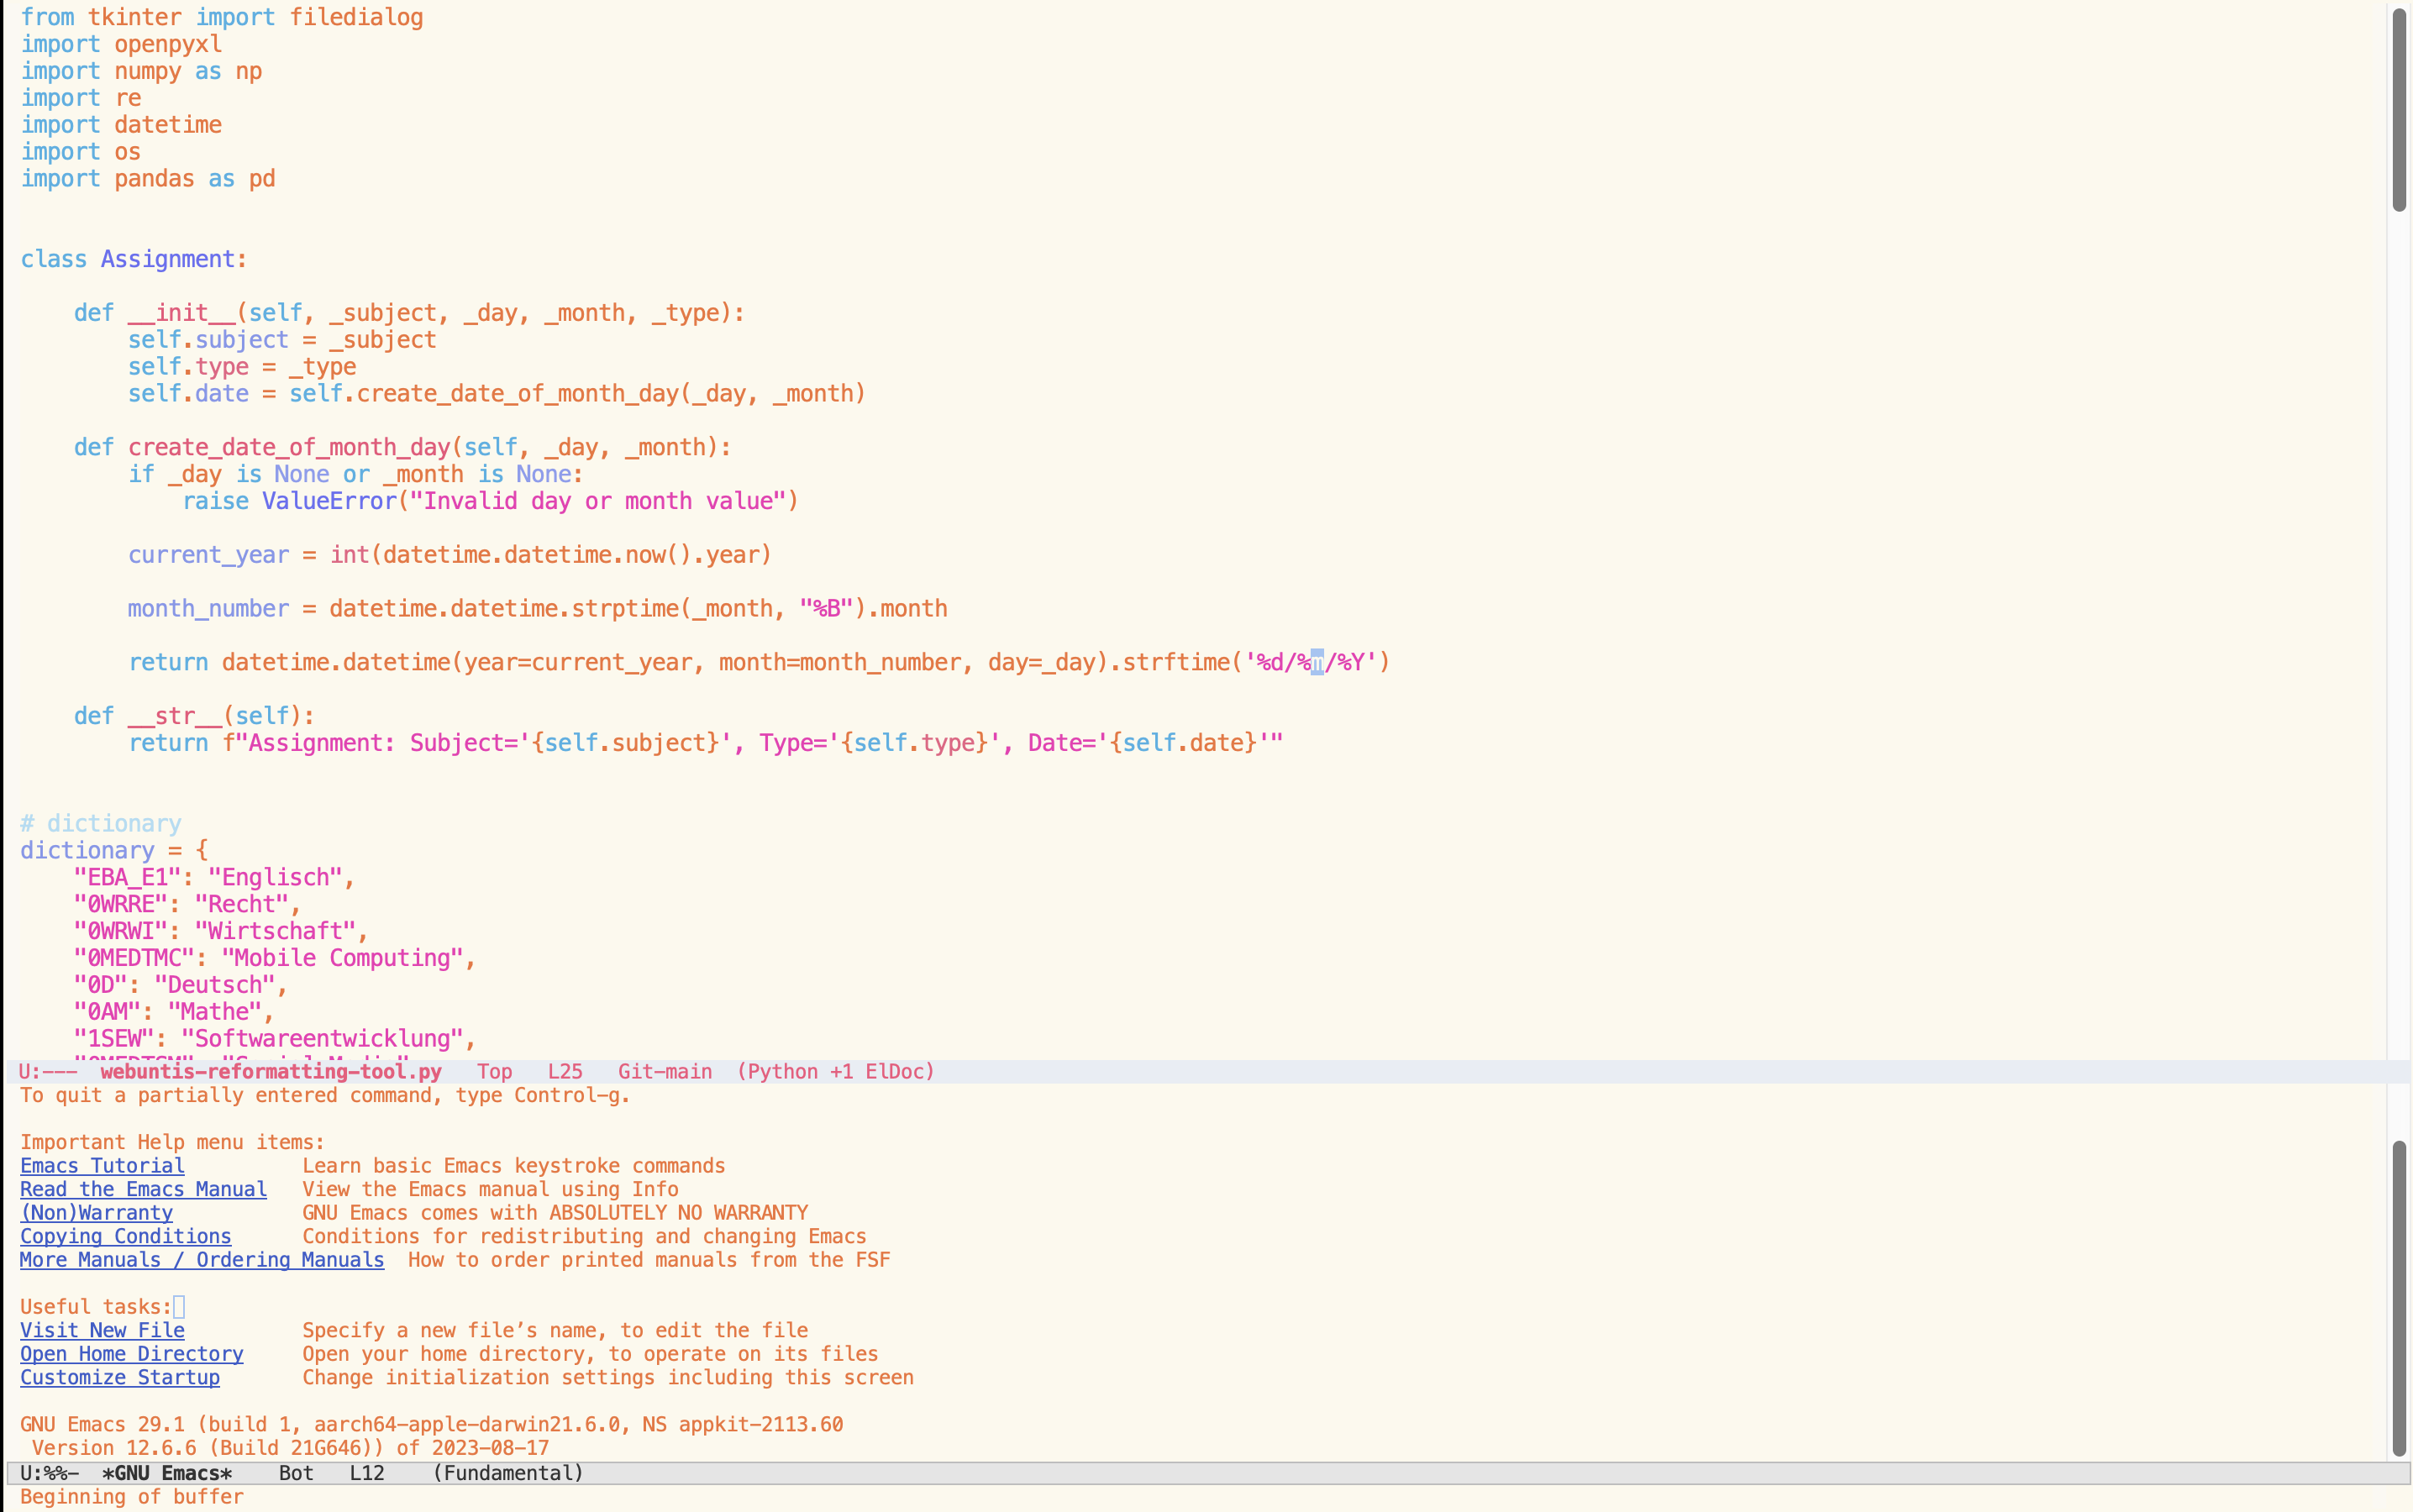 from tkinter import filedialog
import openpyxl
import numpy as np
import re
import datetime
import os
import pandas as pd
class Assignment:
    def __init__(self, _subject, _day, _month, _type):
        self.subject = _subject
        self.type = _type
        self.date = self.create_date_of_month_day(_day, _month)
    def create_date_of_month_day(self, _day, _month):
        if _day is None or _month is None:
            raise ValueError("Invalid day or month value")
        current_year = int(datetime.datetime.now().year)
        month_number = datetime.datetime.strptime(_month, "%B").month
        return datetime.datetime(year=current_year, month=month_number, day=_day).strftime('%d/%m/%Y')
    def __str__(self):
        return f"Assignment: Subject='{self.subject}', Type='{self.type}', Date='{self.date}'"
# dictionary
dictionary = {
    "EBA_E1": "Englisch",
    "0WRRE": "Recht",
    "0WRWI": "Wirtschaft",
    "0MEDTMC": "Mobile Computing",
    "0D": "Deutsch",
    "0AM": "Mathe",
    "1SEW": "Softwareentwicklung",
U:---  webuntis-reformatting-tool.py   Top   L25   Git-main  (Python +1 ElDoc)
To quit a partially entered command, type Control-g.
Important Help menu items:
Emacs Tutorial          Learn basic Emacs keystroke commands
Read the Emacs Manual   View the Emacs manual using Info
(Non)Warranty           GNU Emacs comes with ABSOLUTELY NO WARRANTY
Copying Conditions      Conditions for redistributing and changing Emacs
More Manuals / Ordering Manuals  How to order printed manuals from the FSF
Useful tasks:
Visit New File          Specify a new file’s name, to edit the file
Open Home Directory     Open your home directory, to operate on its files
Customize Startup       Change initialization settings including this screen
GNU Emacs 29.1 (build 1, aarch64-apple-darwin21.6.0, NS appkit-2113.60
 Version 12.6.6 (Build 21G646)) of 2023-08-17
U:%%-  *GNU Emacs*    Bot   L12    (Fundamental)
Beginning of buffer